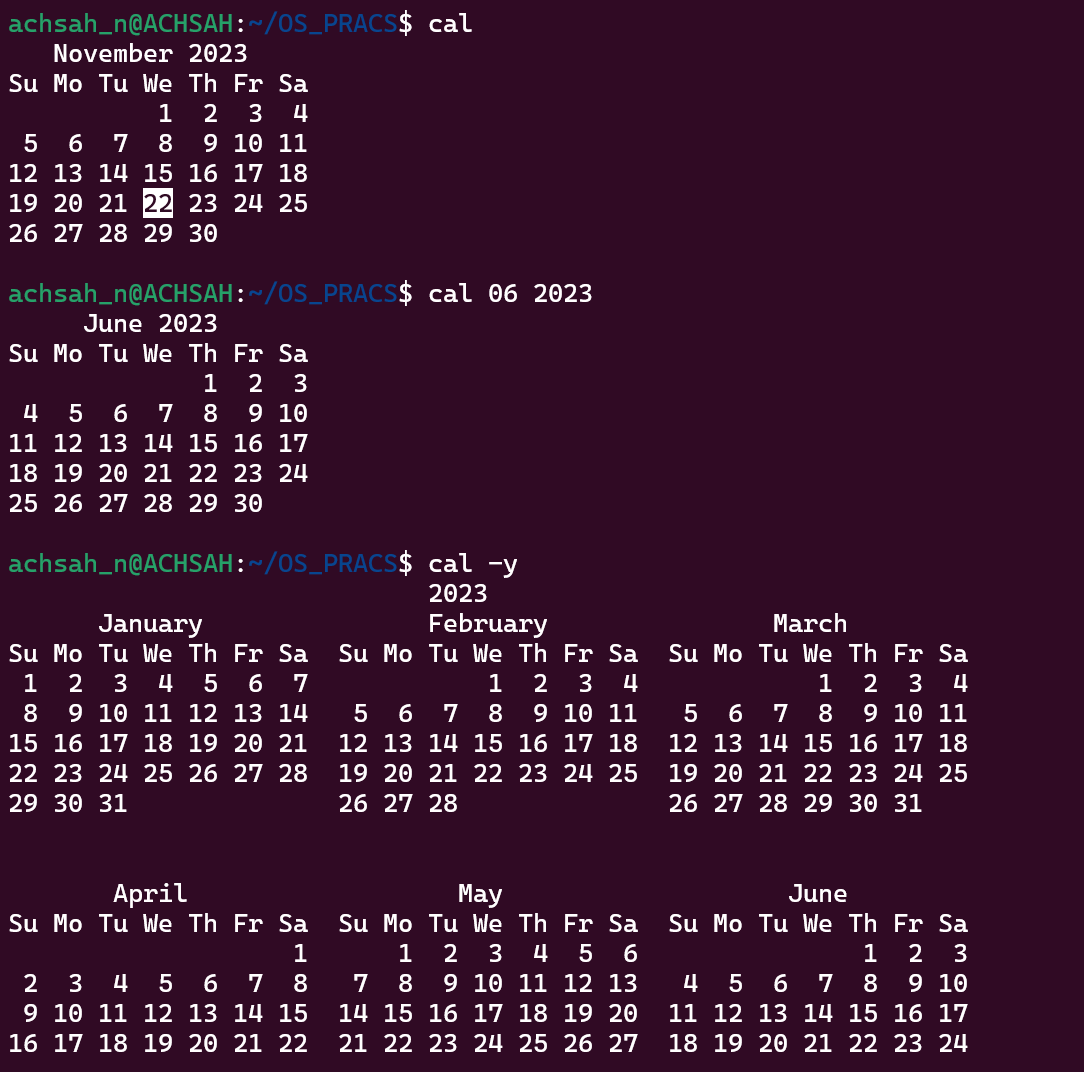 achsah_n@ACHSAH:~/OS_PRACS$ cal
   November 2023
Su Mo Tu We Th Fr Sa
          1  2  3  4
 5  6  7  8  9 10 11
12 13 14 15 16 17 18
19 20 21 22 23 24 25
26 27 28 29 30

achsah_n@ACHSAH:~/OS_PRACS$ cal 06 2023
     June 2023
Su Mo Tu We Th Fr Sa
             1  2  3
 4  5  6  7  8  9 10
11 12 13 14 15 16 17
18 19 20 21 22 23 24
25 26 27 28 29 30

achsah_n@ACHSAH:~/OS_PRACS$ cal -y
                            2023
      January               February               March
Su Mo Tu We Th Fr Sa  Su Mo Tu We Th Fr Sa  Su Mo Tu We Th Fr Sa
 1  2  3  4  5  6  7            1  2  3  4            1  2  3  4
 8  9 10 11 12 13 14   5  6  7  8  9 10 11   5  6  7  8  9 10 11
15 16 17 18 19 20 21  12 13 14 15 16 17 18  12 13 14 15 16 17 18
22 23 24 25 26 27 28  19 20 21 22 23 24 25  19 20 21 22 23 24 25
29 30 31              26 27 28              26 27 28 29 30 31

       April                  May                   June
Su Mo Tu We Th Fr Sa  Su Mo Tu We Th Fr Sa  Su Mo Tu We Th Fr Sa
                   1      1  2  3  4  5  6               1  2  3
 2  3  4  5  6  7  8   7  8  9 10 11 12 13   4  5  6  7  8  9 10
 9 10 11 12 13 14 15  14 15 16 17 18 19 20  11 12 13 14 15 16 17
16 17 18 19 20 21 22  21 22 23 24 25 26 27  18 19 20 21 22 23 24